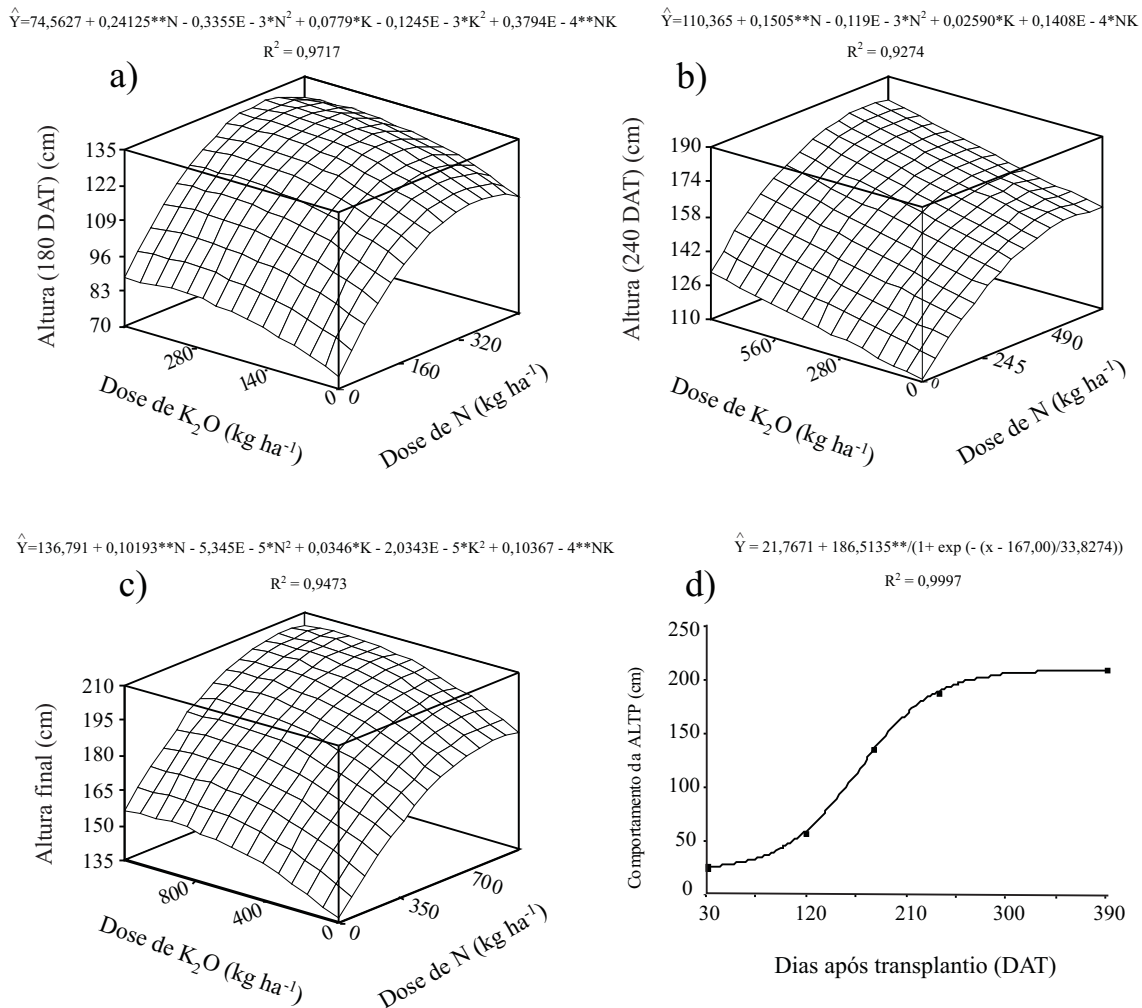 Ŷ=74,5627 + 0,24125**N - 0,3355E - 3*N² + 0,0779*K - 0,1245E - 3*K² + 0,3794E - 4**NK
R² = 0,9717
a)
Altura (180 DAT) (cm)
135
122
109
96
83
70
280
140
0
Dose de K₂O (kg ha⁻¹)
0
160
320
Dose de N (kg ha⁻¹)
Ŷ=110,365 + 0,1505**N - 0,119E - 3*N² + 0,02590*K + 0,1408E - 4*NK
R² = 0,9274
b)
Altura (240 DAT) (cm)
190
174
158
142
126
110
560
280
0
Dose de K₂O (kg ha⁻¹)
0
245
490
Dose de N (kg ha⁻¹)
Ŷ=136,791 + 0,10193**N - 5,345E - 5*N² + 0,0346*K - 2,0343E - 5*K² + 0,10367 - 4**NK
R² = 0,9473
c)
Altura final (cm)
210
195
180
165
150
135
800
400
0
Dose de K₂O (kg ha⁻¹)
0
350
700
Dose de N (kg ha⁻¹)
Ŷ = 21,7671 + 186,5135**/(1+ exp (- (x - 167,00)/33,8274))
R² = 0,9997
d)
Comportamento da ALTP (cm)
250
200
150
100
50
0
30 120 210 300 390
Dias após transplantio (DAT)